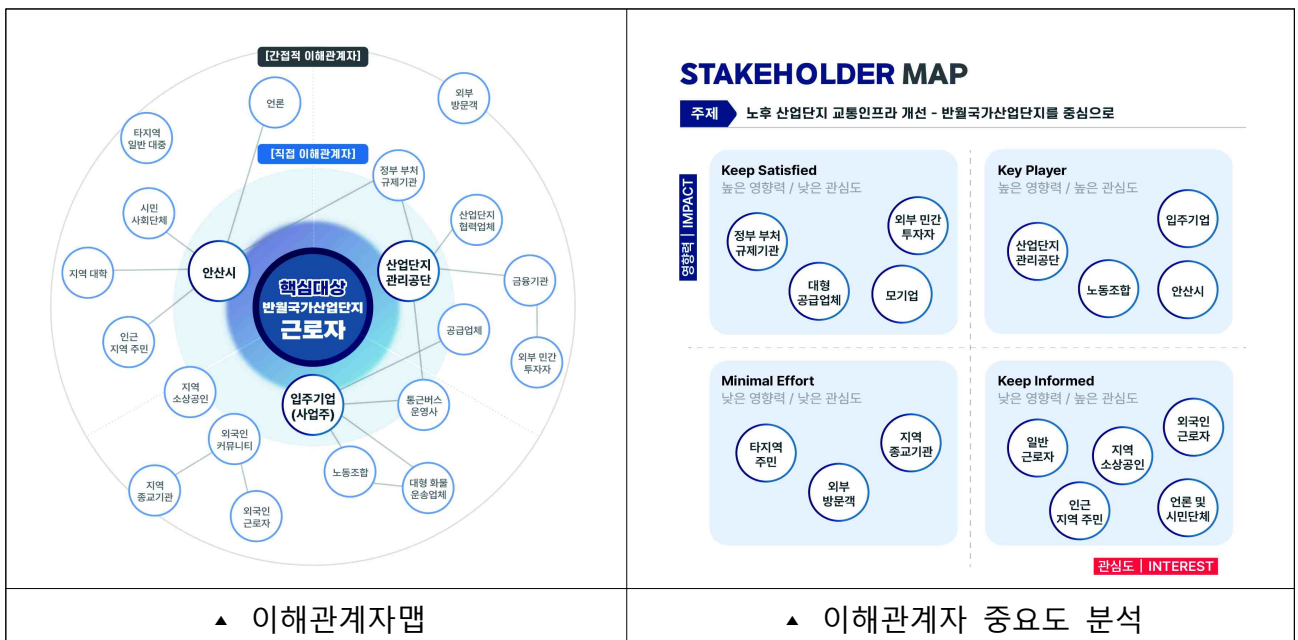 [간접적 이해관계자]
언론
외부
방문객
타지역
일반 대중
[직접 이해관계자]
정부 부처
규제기관
시민
사회단체
산업단지
협력업체
지역 대학
안산시
산업단지
관리공단
금융기관
핵심대상
반월국가산업단지
근로자
인근
지역 주민
공급업체
외부 민간
투자자
지역
소상공인
입주기업
(사업주)
통근버스
운영사
외국인
커뮤니티
노동조합
대형 화물
운송업체
지역
종교기관
외국인
근로자
▲ 이해관계자맵
STAKEHOLDER MAP
주제 노후 산업단지 교통인프라 개선 - 반월국가산업단지를 중심으로
영향력 | IMPACT
Keep Satisfied
높은 영향력 / 낮은 관심도
정부 부처
규제기관
외부 민간
투자자
대형
공급업체
모기업
Key Player
높은 영향력 / 높은 관심도
입주기업
산업단지
관리공단
노동조합
안산시
Minimal Effort
낮은 영향력 / 낮은 관심도
타지역
주민
지역
종교기관
외부
방문객
Keep Informed
낮은 영향력 / 높은 관심도
일반
근로자
지역
소상공인
외국인
근로자
인근
지역 주민
언론 및
시민단체
관심도 | INTEREST
▲ 이해관계자 중요도 분석